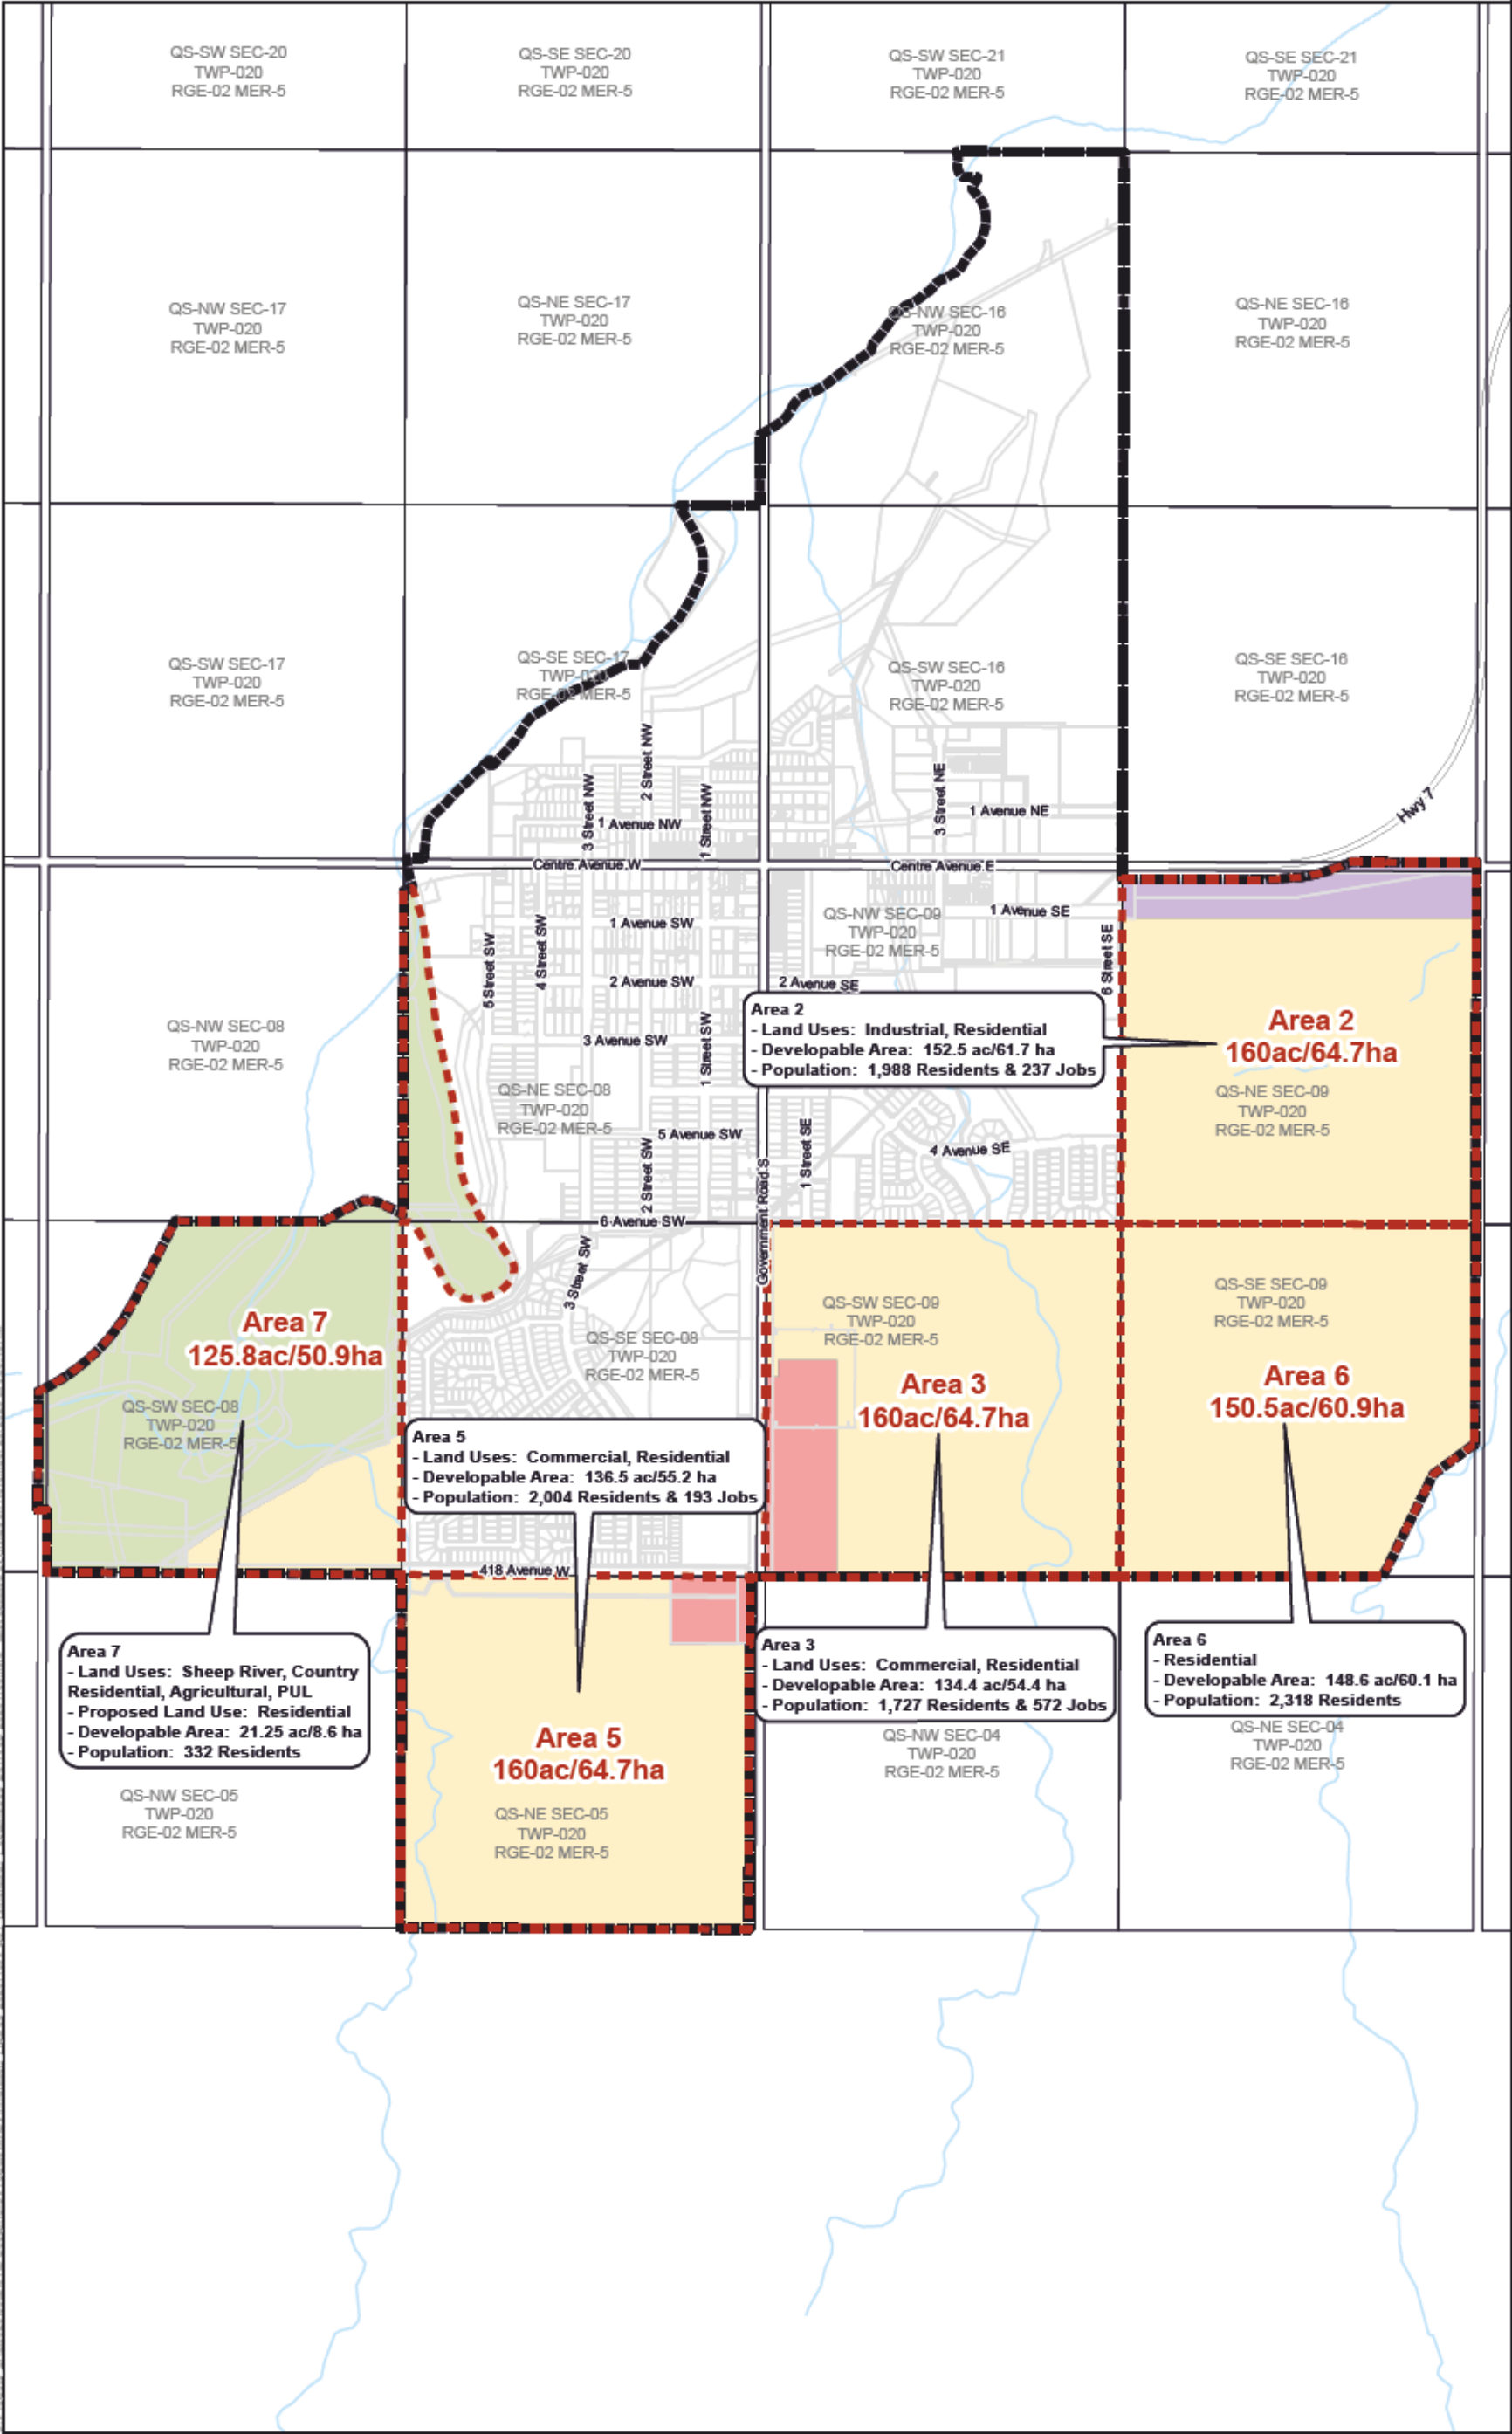 QS-SW SEC-20
TWP-020
RGE-02 MER-5
QS-SE SEC-20
TWP-020
RGE-02 MER-5
QS-SW SEC-21
TWP-020
RGE-02 MER-5
QS-SE SEC-21
TWP-020
RGE-02 MER-5
QS-NW SEC-17
TWP-020
RGE-02 MER-5
QS-NE SEC-17
TWP-020
RGE-02 MER-5
QS-NW SEC-16
TWP-020
RGE-02 MER-5
QS-NE SEC-16
TWP-020
RGE-02 MER-5
QS-SW SEC-17
TWP-020
RGE-02 MER-5
QS-SE SEC-17
TWP-020
RGE-02 MER-5
QS-SW SEC-16
TWP-020
RGE-02 MER-5
QS-SE SEC-16
TWP-020
RGE-02 MER-5
2 Street NW
3 Street NW
1 Street NW
3 Street NE
1 Avenue NW
1 Avenue NE
Hwy 7
Centre Avenue W
Centre Avenue E
1 Avenue SW
QS-NW SEC-09
TWP-020
RGE-02 MER-5
1 Avenue SE
5 Street SW
4 Street SW
6 Street SE
2 Avenue SW
2 Avenue SE
QS-NW SEC-08
TWP-020
RGE-02 MER-5
3 Avenue SW
1 Street SW
Area 2
- Land Uses: Industrial, Residential
- Developable Area: 152.5 ac/61.7 ha
- Population: 1,988 Residents & 237 Jobs
Area 2
160ac/64.7ha
QS-NE SEC-09
TWP-020
RGE-02 MER-5
QS-NE SEC-08
TWP-020
RGE-02 MER-5
5 Avenue SW
1 Street SE
4 Avenue SE
2 Street SW
6 Avenue SW
Government Road S
3 Street SW
QS-SW SEC-09
TWP-020
RGE-02 MER-5
QS-SE SEC-09
TWP-020
RGE-02 MER-5
Area 7
125.8ac/50.9ha
QS-SE SEC-08
TWP-020
RGE-02 MER-5
Area 3
160ac/64.7ha
Area 6
150.5ac/60.9ha
QS-SW SEC-08
TWP-020
RGE-02 MER-5
Area 5
- Land Uses: Commercial, Residential
- Developable Area: 136.5 ac/55.2 ha
- Population: 2,004 Residents & 193 Jobs
418 Avenue W
Area 7
- Land Uses: Sheep River, Country
Residential, Agricultural, PUL
- Proposed Land Use: Residential
- Developable Area: 21.25 ac/8.6 ha
- Population: 332 Residents
Area 3
- Land Uses: Commercial, Residential
- Developable Area: 134.4 ac/54.4 ha
- Population: 1,727 Residents & 572 Jobs
Area 6
- Residential
- Developable Area: 148.6 ac/60.1 ha
- Population: 2,318 Residents
Area 5
160ac/64.7ha
QS-NW SEC-04
TWP-020
RGE-02 MER-5
QS-NE SEC-04
TWP-020
RGE-02 MER-5
QS-NW SEC-05
TWP-020
RGE-02 MER-5
QS-NE SEC-05
TWP-020
RGE-02 MER-5